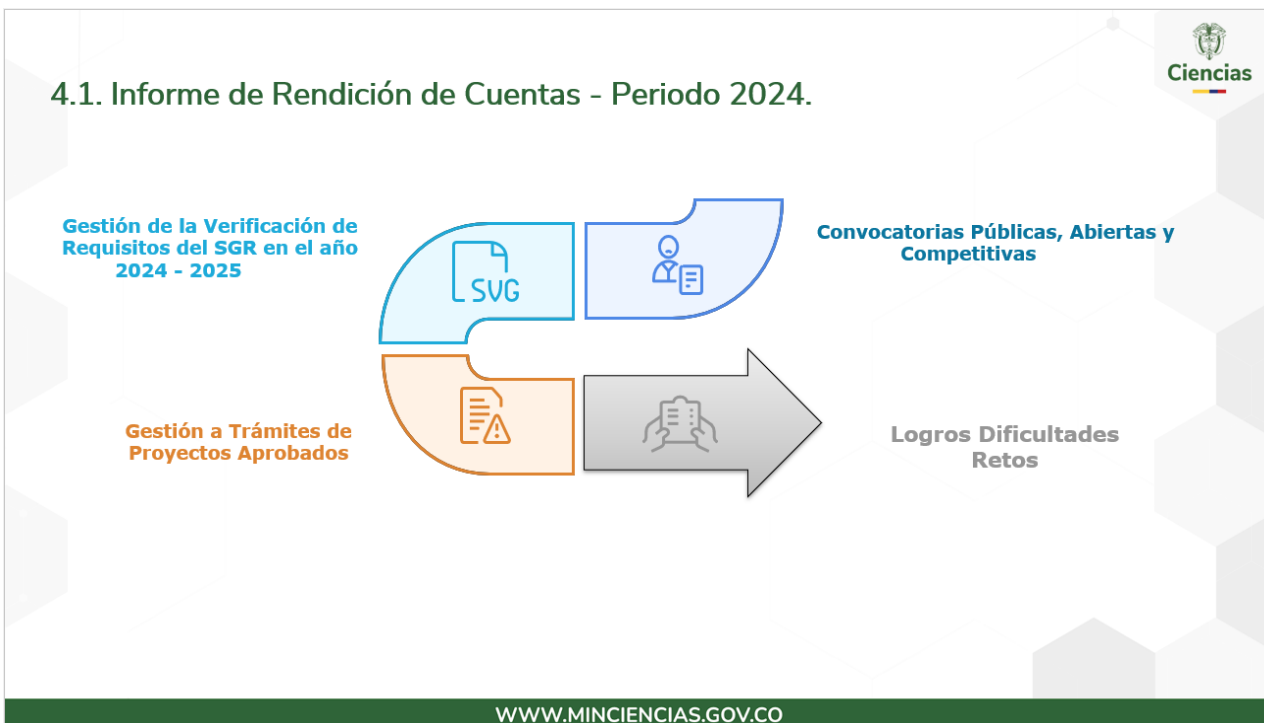 Ciencias
4.1. Informe de Rendición de Cuentas - Periodo 2024.
Gestión de la Verificación de
Requisitos del SGR en el año
2024 - 2025
SVG
Convocatorias Públicas, Abiertas y
Competitivas
Gestión a Trámites de
Proyectos Aprobados
Logros Dificultades
Retos
WWW.MINCIENCIAS.GOV.CO